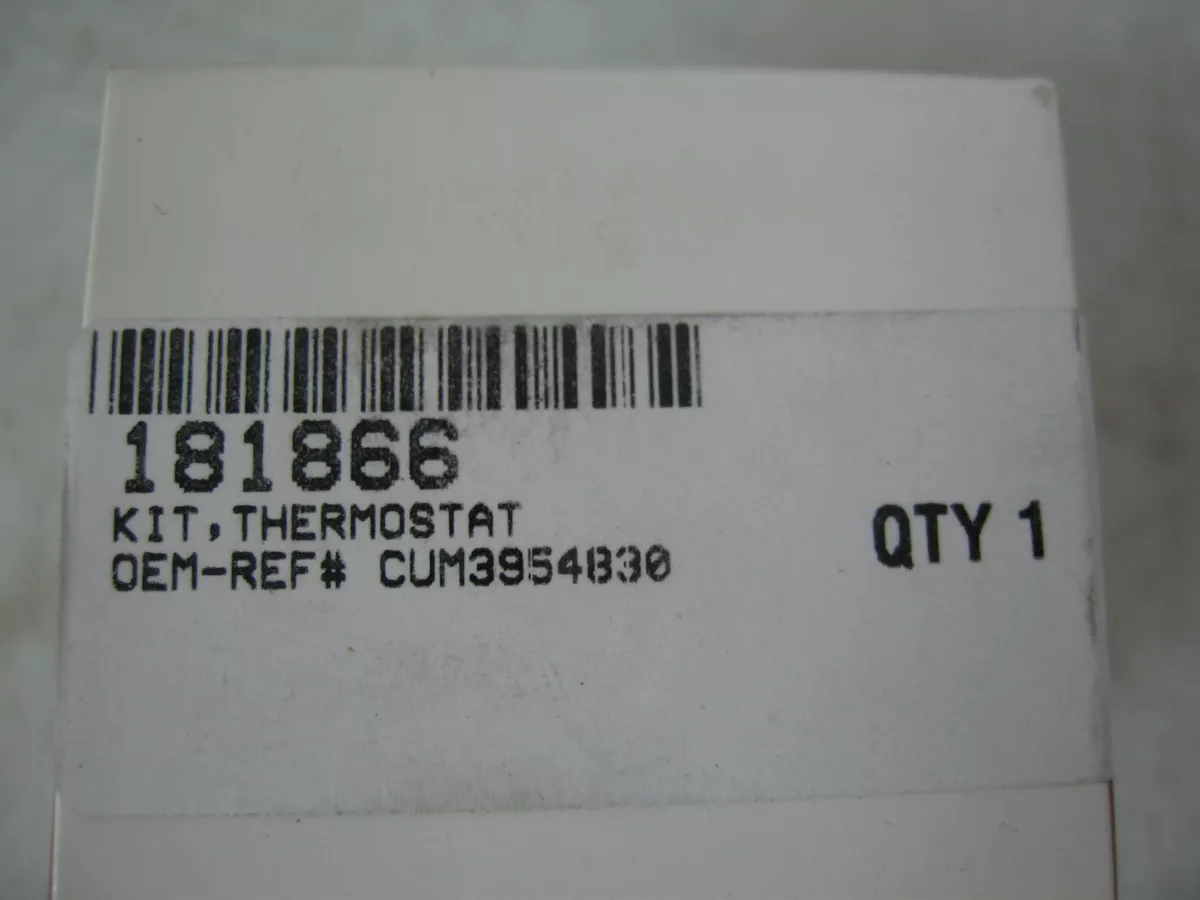 181866
KIT,THERMOSTAT
OEM-REF# CUM3954830
QTY 1